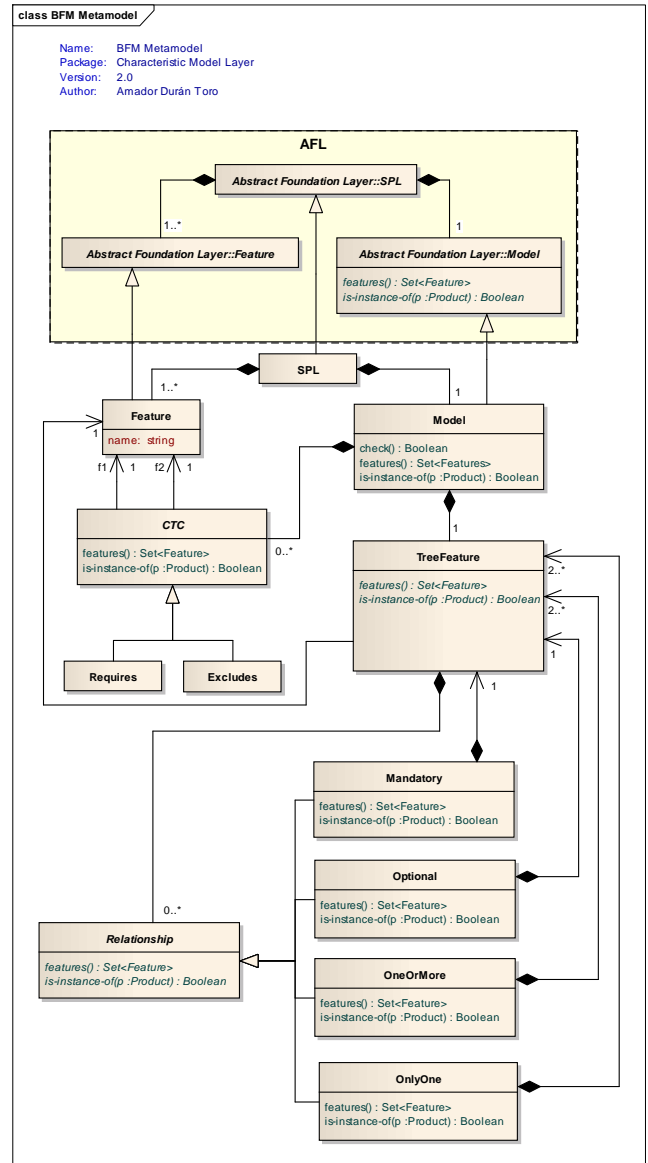 class BFM Metamodel
Name: BFM Metamodel
Package: Characteristic Model Layer
Version: 2.0
Author: Amador Durán Toro
AFL
Abstract Foundation Layer::SPL
1..*
1
Abstract Foundation Layer::Feature
Abstract Foundation Layer::Model
features() : Set<Feature>
is-instance-of(p :Product) : Boolean
SPL
1..*
1
Feature
name: string
1
Model
check() : Boolean
features() : Set<Features>
is-instance-of(p :Product) : Boolean
f1
1
f2
1
CTC
features() : Set<Feature>
is-instance-of(p :Product) : Boolean
0..*
1
TreeFeature
features() : Set<Feature>
is-instance-of(p :Product) : Boolean
2..*
2..*
1
1
Requires
Excludes
Mandatory
features() : Set<Feature>
is-instance-of(p :Product) : Boolean
Optional
features() : Set<Feature>
is-instance-of(p :Product) : Boolean
0..*
Relationship
features() : Set<Feature>
is-instance-of(p :Product) : Boolean
OneOrMore
features() : Set<Feature>
is-instance-of(p :Product) : Boolean
OnlyOne
features() : Set<Feature>
is-instance-of(p :Product) : Boolean